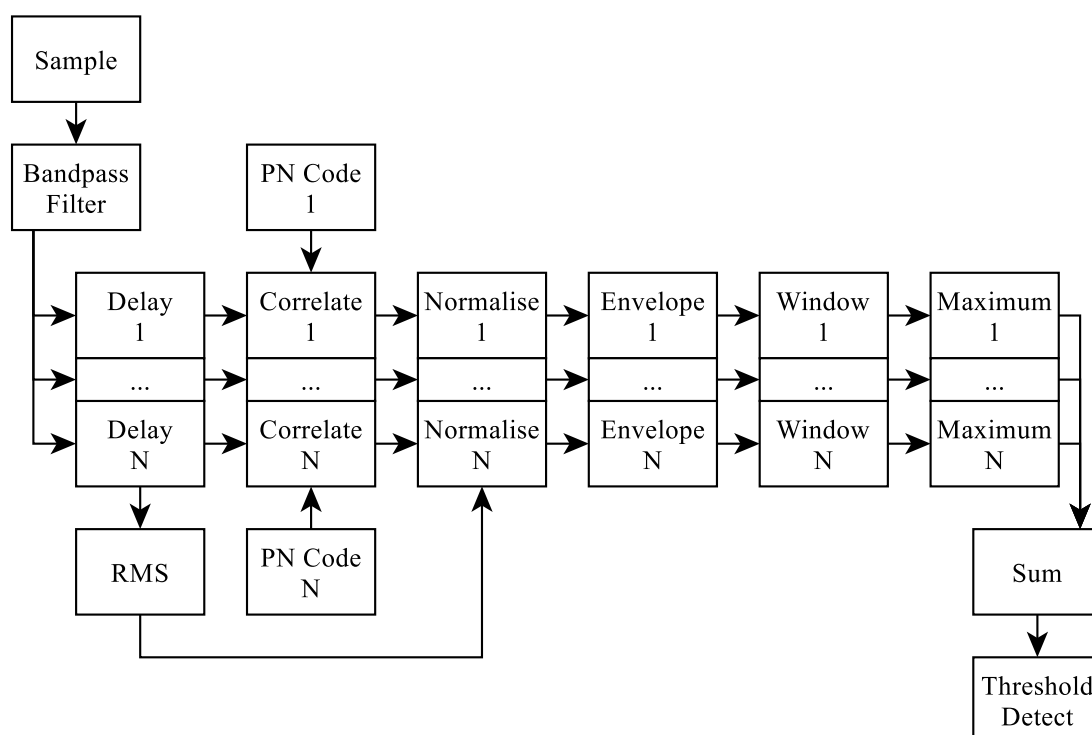 Sample
Bandpass
Filter
PN Code
1
Delay
1
Correlate
1
Normalise
1
Envelope
1
Window
1
Maximum
1
...
...
...
...
...
...
Delay
N
Correlate
N
Normalise
N
Envelope
N
Window
N
Maximum
N
RMS
PN Code
N
Sum
Threshold
Detect